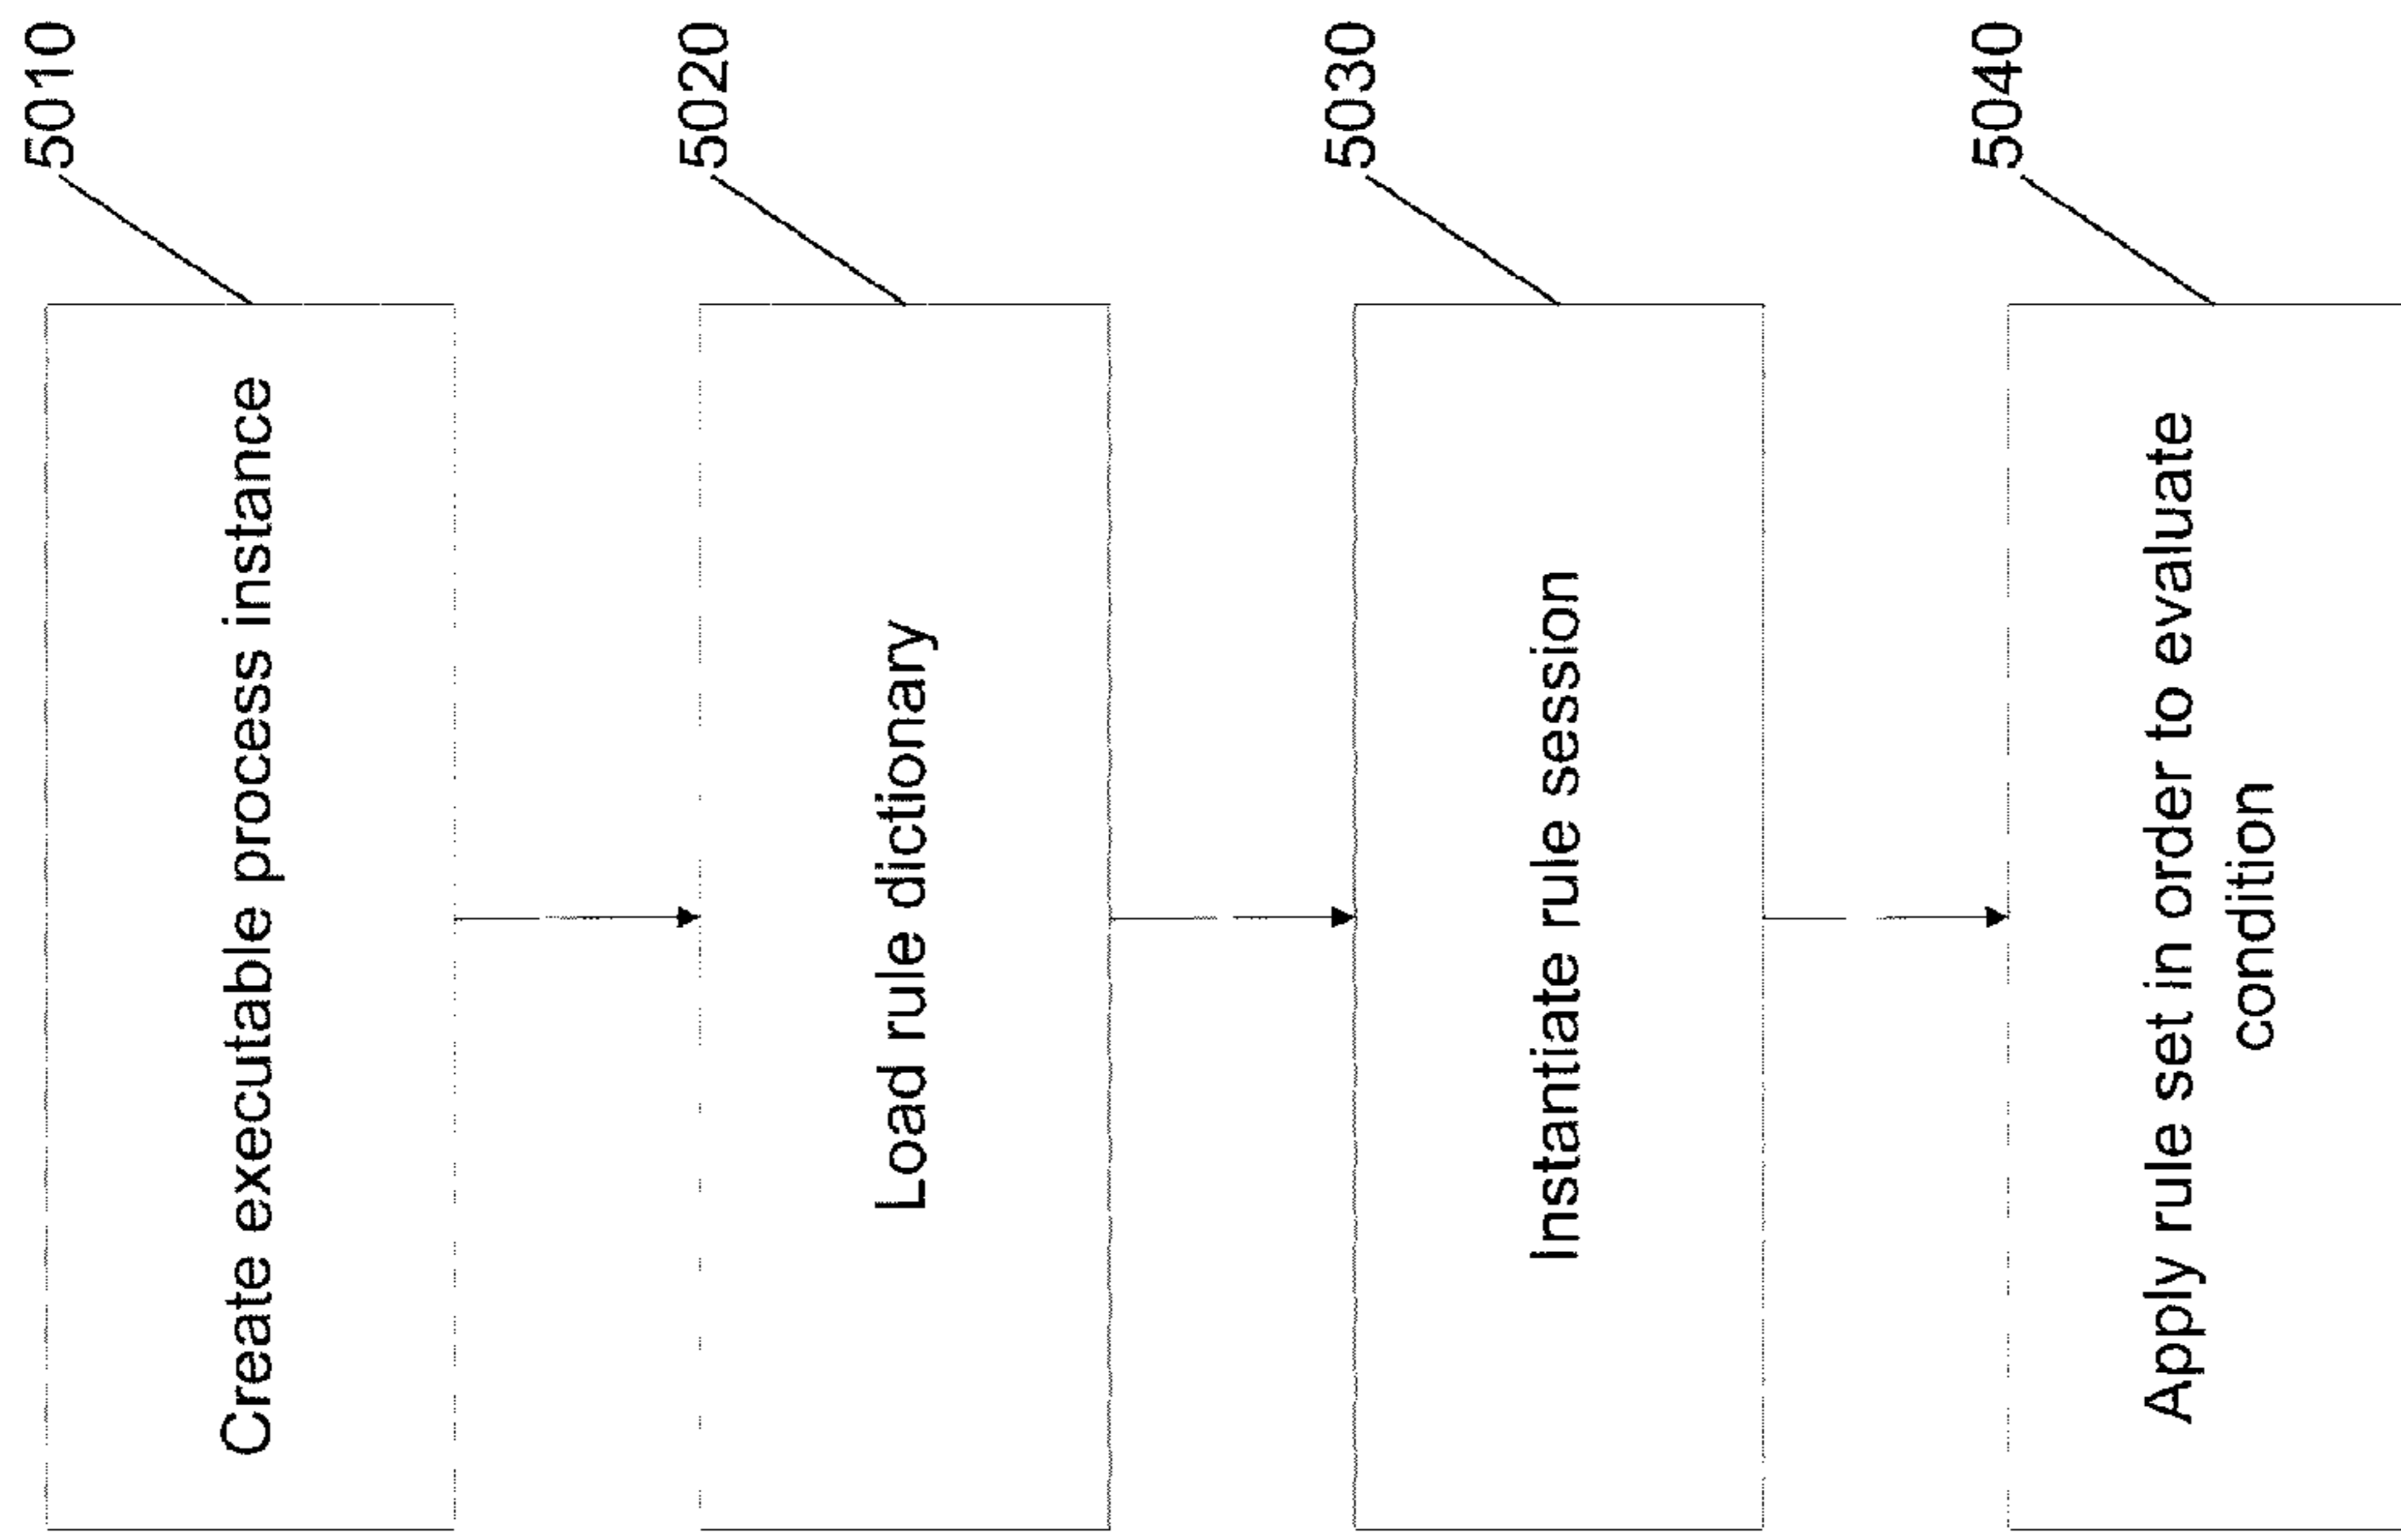 5010
Create executable process instance
5020
Load rule dictionary
5030
Instantiate rule session
5040
Apply rule set in order to evaluate
condition